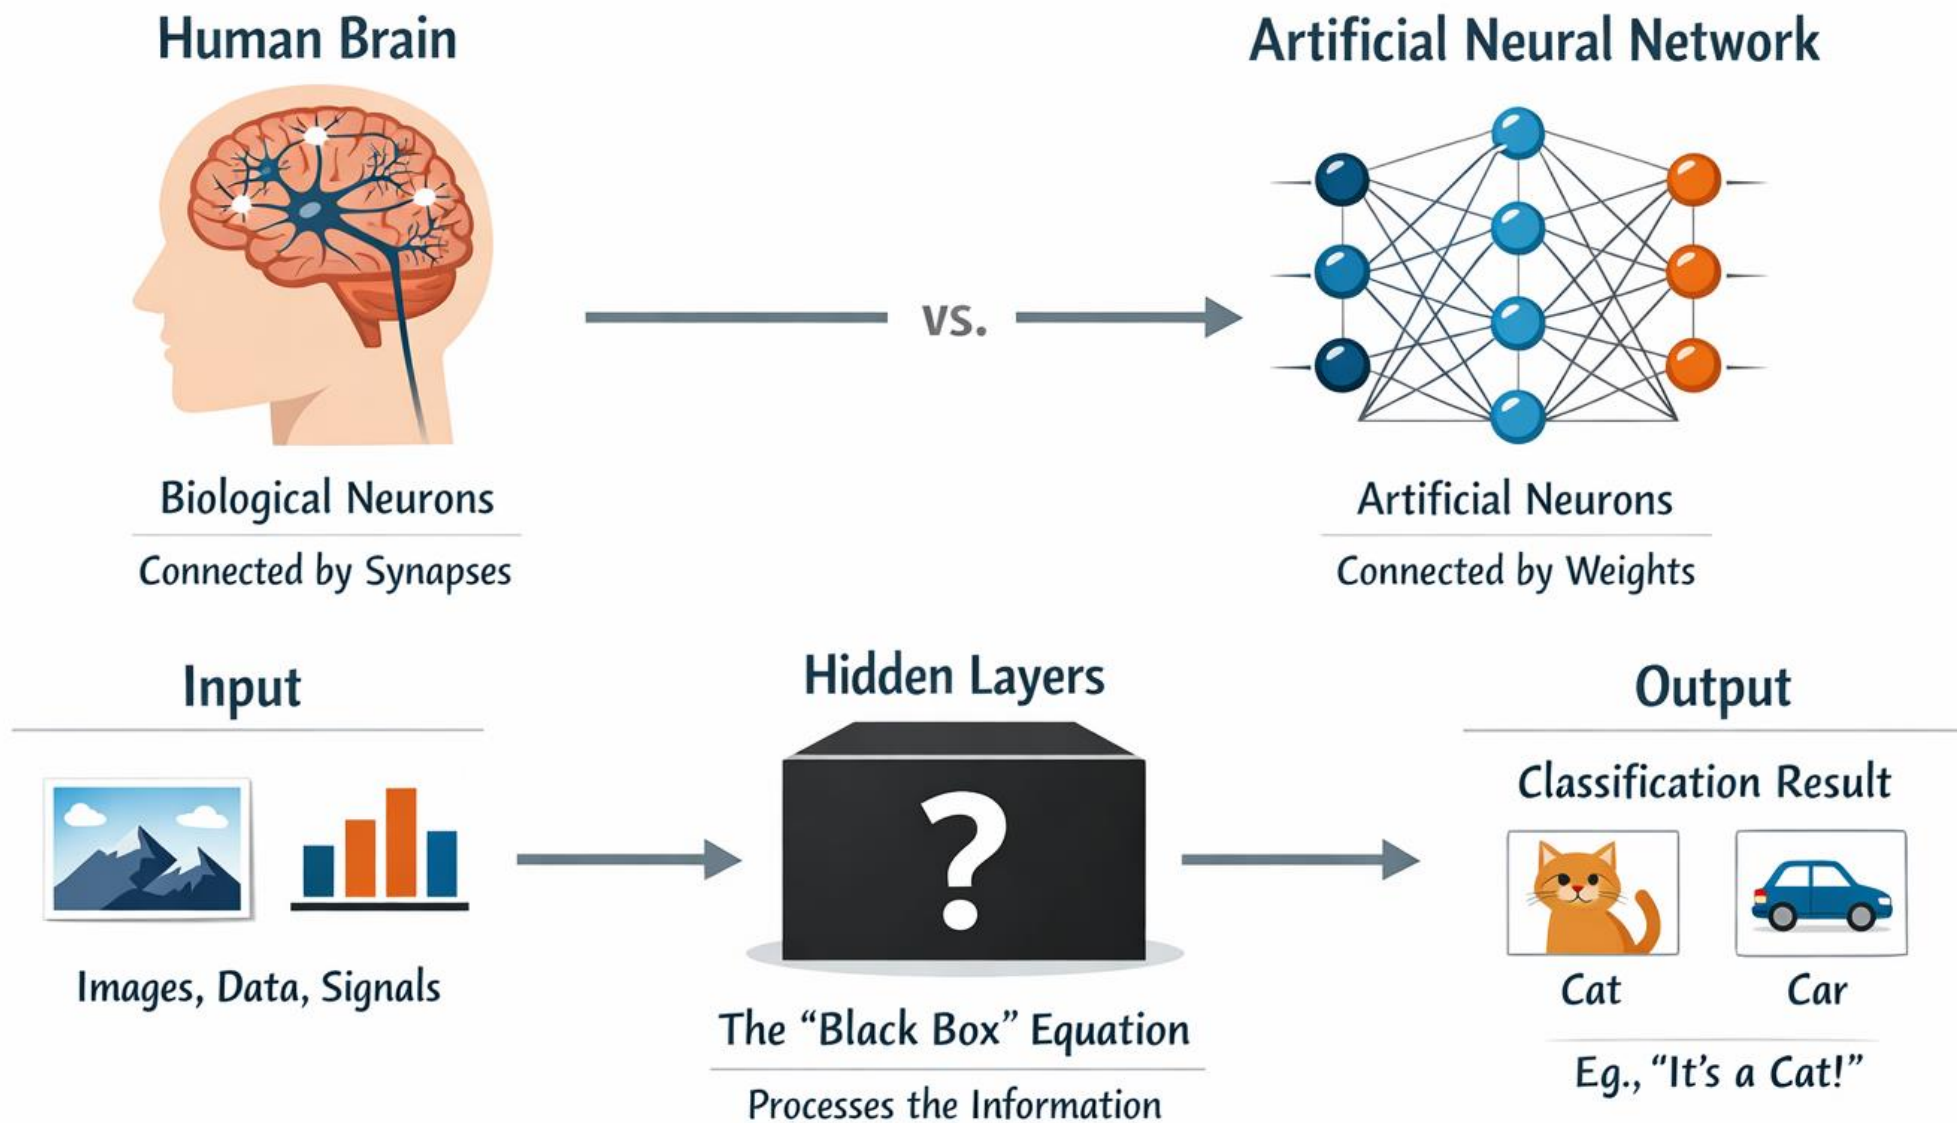 Human Brain
Artificial Neural Network
vs.
Biological Neurons
Connected by Synapses
Artificial Neurons
Connected by Weights
Input
Images, Data, Signals
Hidden Layers
?
The “Black Box” Equation
Processes the Information
Output
Classification Result
Cat
Car
Eg., “It’s a Cat!”